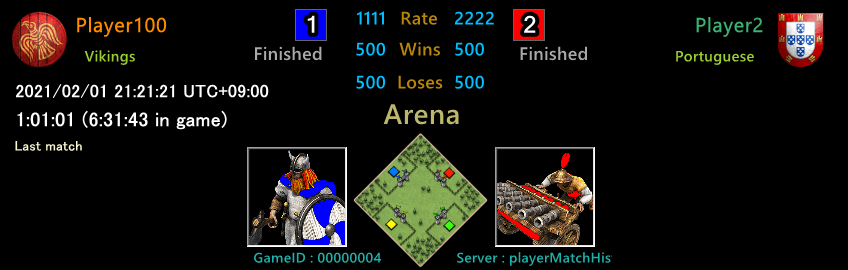 Player100 1 1111 Rate 2222 2 Player2
Vikings Finished 500 Wins 500 Finished Portuguese
500 Loses 500
2021/02/01 21:21:21 UTC+09:00
1:01:01 (6:31:43 in game)
Arena
Last match
GameID : 00000004 Server : playerMatchHis